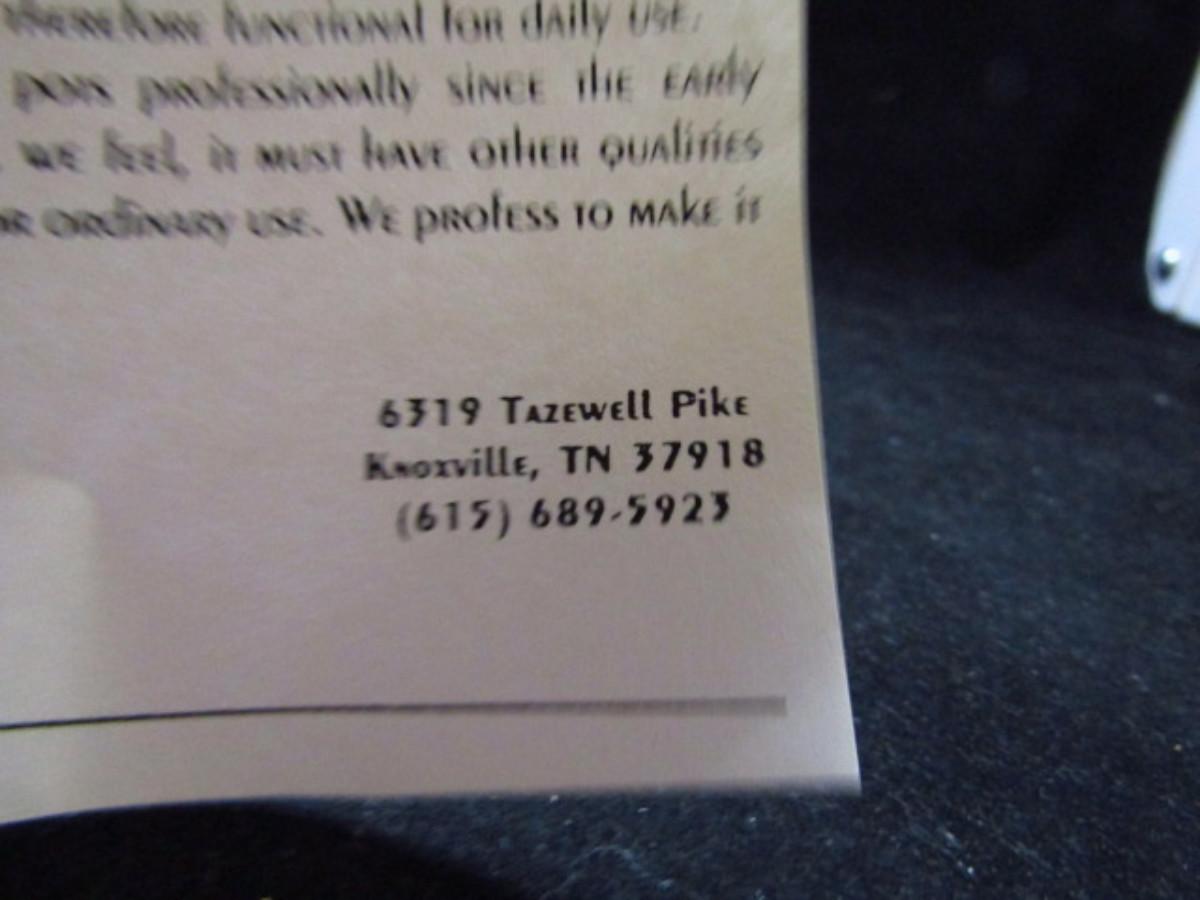 therefore functional for daily use.
pots professionally since the early
we feel, it must have other qualities
or ordinary use. We profess to make it
6319 Tazewell Pike
Knoxville, TN 37918
(615) 689-5923